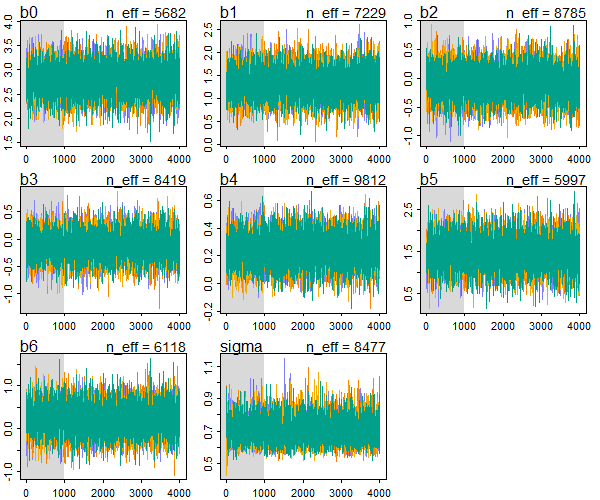 b0 n_eff = 5682
1.5 2.0 2.5 3.0 3.5 4.0
0 1000 2000 3000 4000
b1 n_eff = 7229
0.0 0.5 1.0 1.5 2.0 2.5
0 1000 2000 3000 4000
b2 n_eff = 8785
-1.0 -0.5 0.0 0.5 1.0
0 1000 2000 3000 4000
b3 n_eff = 8419
-1.0 -0.5 0.0 0.5
0 1000 2000 3000 4000
b4 n_eff = 9812
-0.2 0.0 0.2 0.4 0.6
0 1000 2000 3000 4000
b5 n_eff = 5997
0.5 1.5 2.5
0 1000 2000 3000 4000
b6 n_eff = 6118
-1.0 0.0 1.0
0 1000 2000 3000 4000
sigma n_eff = 8477
0.5 0.7 0.9 1.1
0 1000 2000 3000 4000